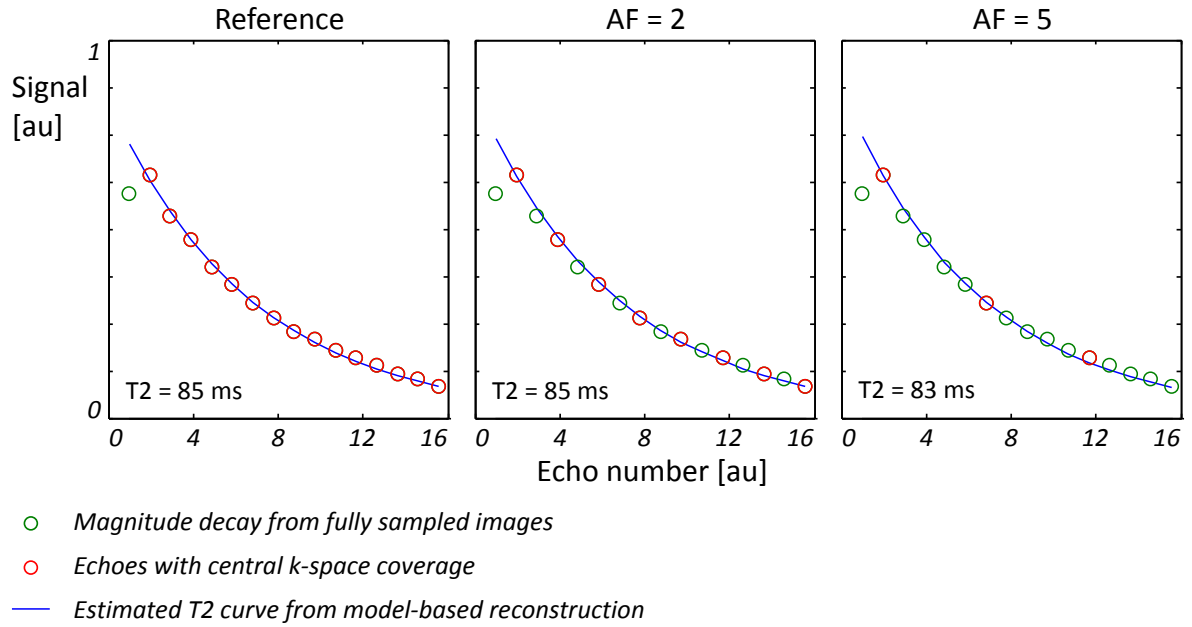 Reference
AF = 2
AF = 5
1
Signal
[au]
T2 = 85 ms
T2 = 85 ms
T2 = 83 ms
0
0 4 8 12 16
0 4 8 12 16
0 4 8 12 16
Echo number [au]
Magnitude decay from fully sampled images
Echoes with central k-space coverage
Estimated T2 curve from model-based reconstruction